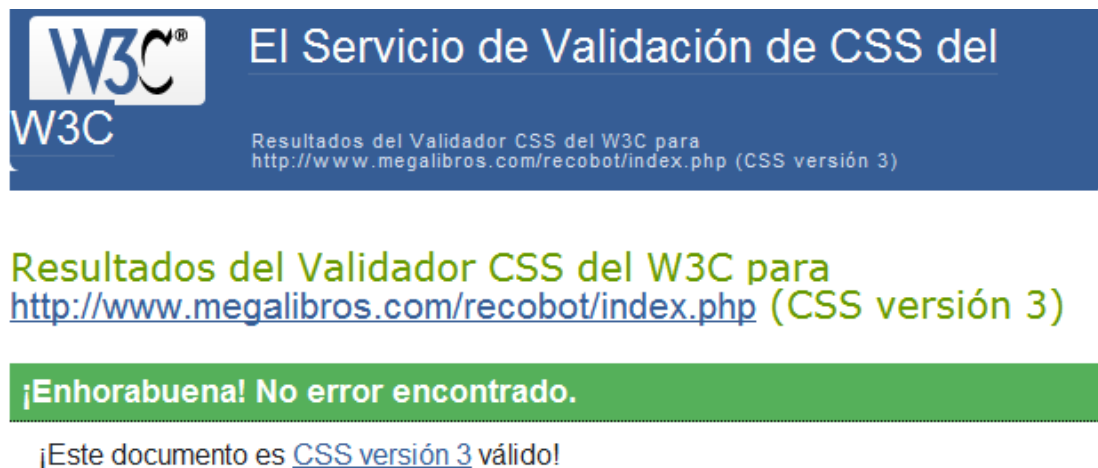 W3C®
El Servicio de Validación de CSS del
W3C
Resultados del Validador CSS del W3C para
http://www.megalibros.com/recobot/index.php (CSS versión 3)
Resultados del Validador CSS del W3C para
http://www.megalibros.com/recobot/index.php (CSS versión 3)
¡Enhorabuena! No error encontrado.
¡Este documento es CSS versión 3 válido!